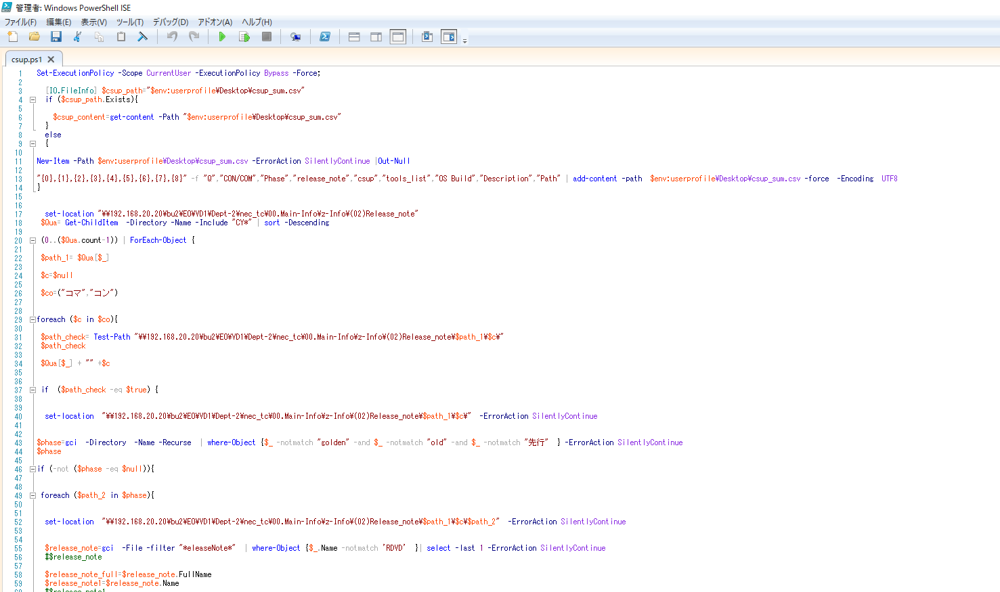 管理者: Windows PowerShell ISE
ファイル(F) 編集(E) 表示(V) ツール(T) デバッグ(D) アドオン(A) ヘルプ(H)
csup.ps1
1 Set-ExecutionPolicy -Scope CurrentUser -ExecutionPolicy Bypass -Force;
2
3 [IO.FileInfo] $csup_path="$env:userprofile¥Desktop¥csup_sum.csv"
4 if ($csup_path.Exists){
5
6 $csup_content=get-content -Path "$env:userprofile¥Desktop¥csup_sum.csv"
7 }
8 else
9 {
10
11 New-Item -Path $env:userprofile¥Desktop¥csup_sum.csv -ErrorAction SilentlyContinue |Out-Null
12
13 "{0},{1},{2},{3},{4},{5},{6},{7},{8}" -f "Q","CON/COM","Phase","release_note","csup","tools_list","OS Build","Description","Path" | add-content -path $env:userprofile¥Desktop¥csup_sum.csv -force -Encoding UTF8
14 }
15
16
17 set-location "¥¥192.168.20.20¥bu2¥EO¥VD1¥Dept-2¥nec_tc¥00.Main-Info¥z-Info¥(02)Release_note"
18 $Qua= Get-ChildItem -Directory -Name -Include "CY*" | sort -Descending
19
20 (0..($Qua.count-1)) | ForEach-Object {
21
22 $path_1= $Qua[$_]
23
24 $c=$null
25
26 $co=("コマ","コン")
27
28
29 foreach ($c in $co){
30
31 $path_check= Test-Path "¥¥192.168.20.20¥bu2¥EO¥VD1¥Dept-2¥nec_tc¥00.Main-Info¥z-Info¥(02)Release_note¥$path_1¥$c¥"
32 $path_check
33
34 $Qua[$_] + "" +$c
35
36
37 if ($path_check -eq $true) {
38
39
40 set-location "¥¥192.168.20.20¥bu2¥EO¥VD1¥Dept-2¥nec_tc¥00.Main-Info¥z-Info¥(02)Release_note¥$path_1¥$c¥" -ErrorAction SilentlyContinue
41
42
43 $phase=gci -Directory -Name -Recurse | where-Object {$_ -notmatch "golden" -and $_ -notmatch "old" -and $_ -notmatch "先行" } -ErrorAction SilentlyContinue
44 $phase
45
46 if (-not ($phase -eq $null)){
47
48
49 foreach ($path_2 in $phase){
50
51
52 set-location "¥¥192.168.20.20¥bu2¥EO¥VD1¥Dept-2¥nec_tc¥00.Main-Info¥z-Info¥(02)Release_note¥$path_1¥$c¥$path_2" -ErrorAction SilentlyContinue
53
54
55 $release_note=gci -File -filter "*eleaseNote*" | where-Object {$_.Name -notmatch 'RDVD' }| select -last 1 -ErrorAction SilentlyContinue
56 #$release_note
57
58 $release_note_full=$release_note.FullName
59 $release_note1=$release_note.Name
60 #$release_note1